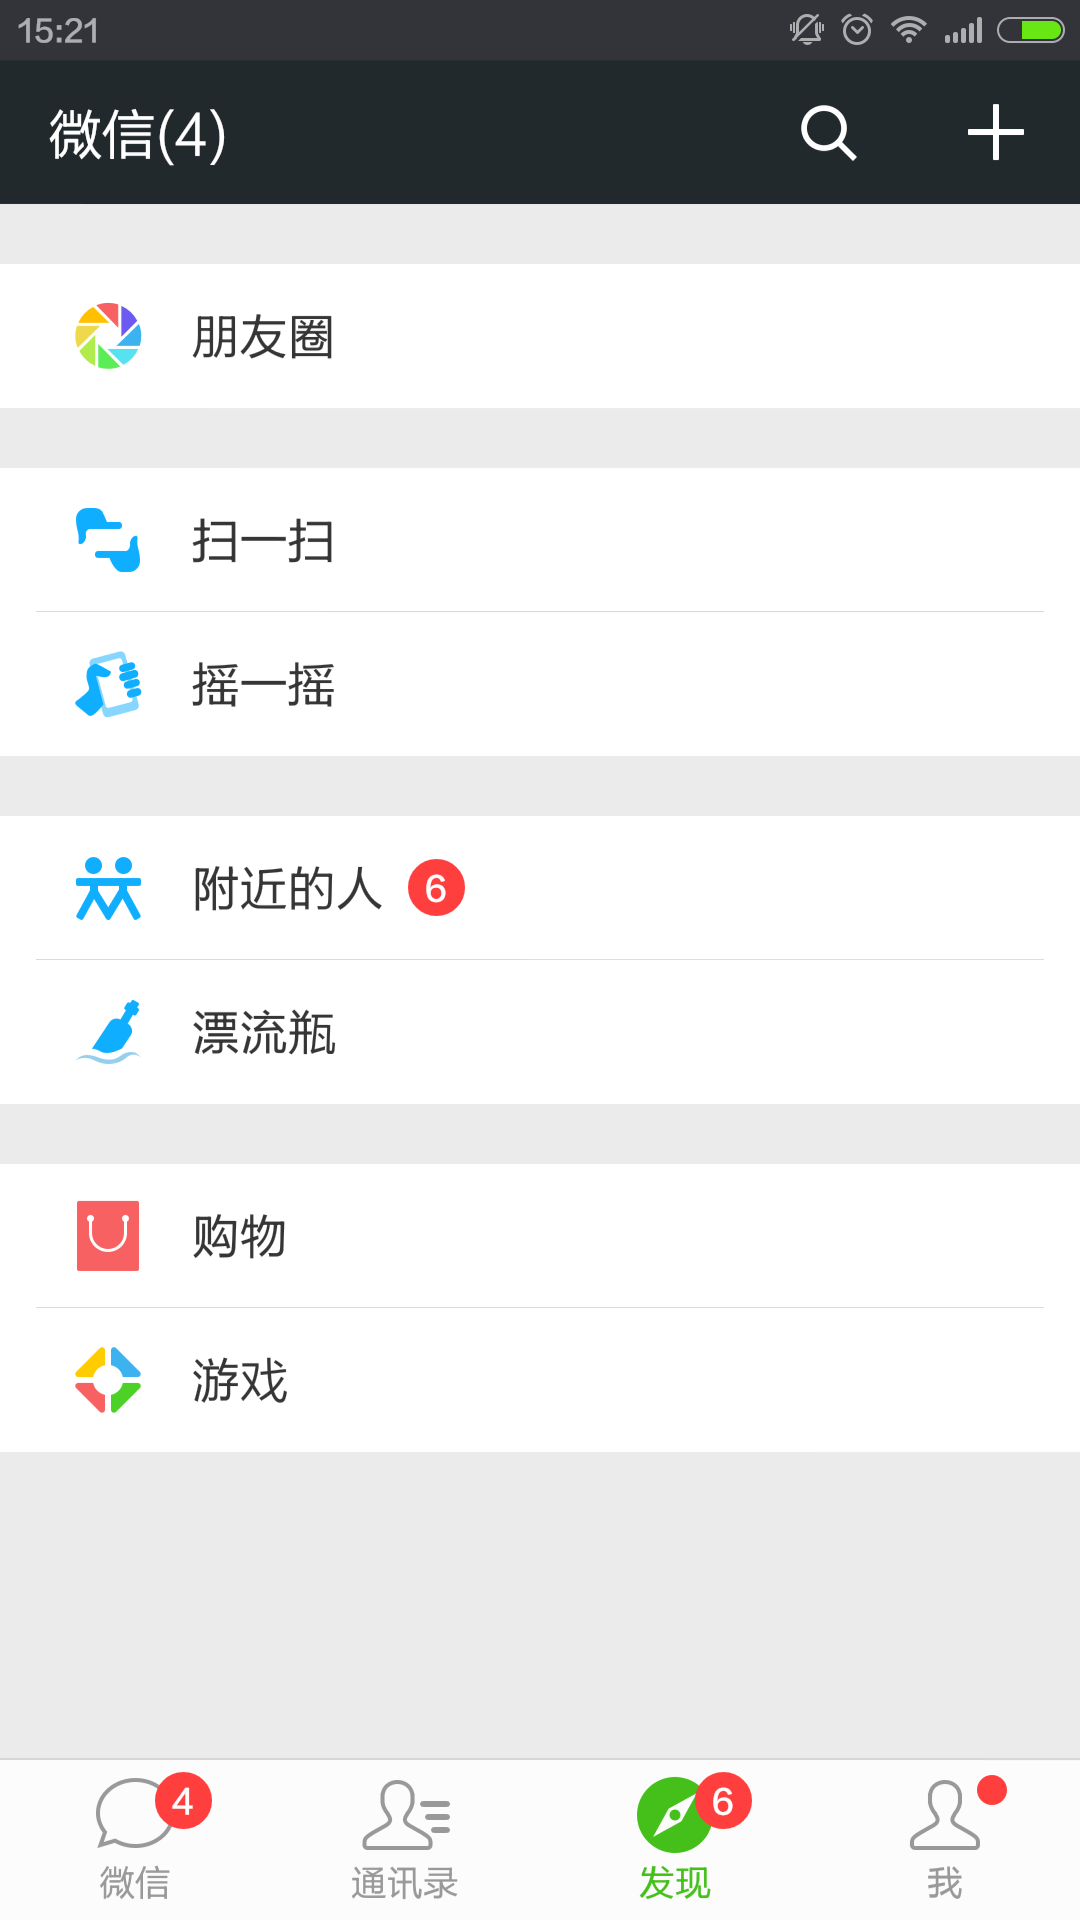 15:21
微信(4)
朋友圈
扫一扫
摇一摇
附近的人 6
漂流瓶
购物
游戏
4 6
微信 通讯录 发现 我